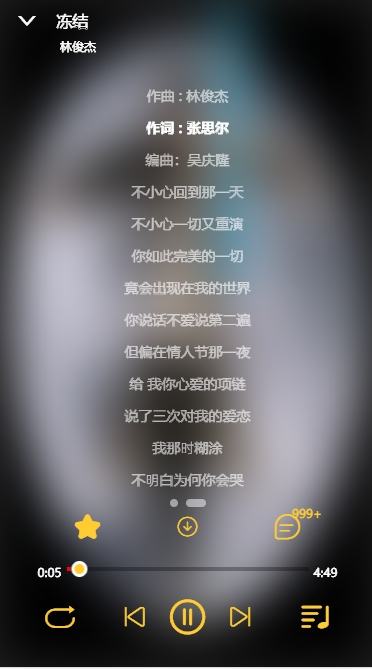 冻结
林俊杰
作曲：林俊杰
作词：张思尔
编曲：吴庆隆
不小心回到那一天
不小心一切又重演
你如此完美的一切
竟会出现在我的世界
你说话不爱说第二遍
但偏在情人节那一夜
给 我你心爱的项链
说了三次对我的爱恋
我那时糊涂
不明白为何你会哭
999+
0:05
4:49